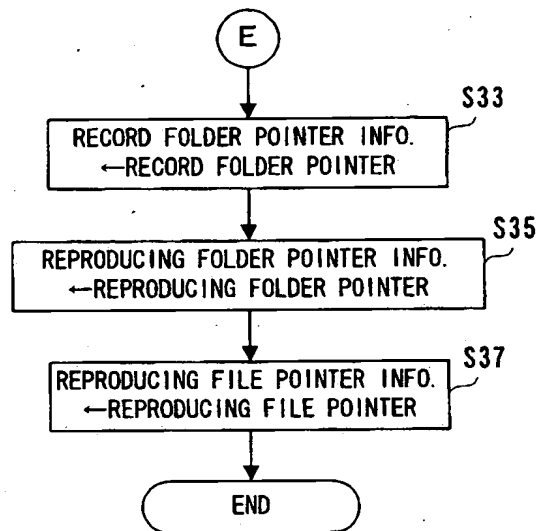 E
S33
RECORD FOLDER POINTER INFO.
←RECORD FOLDER POINTER
S35
REPRODUCING FOLDER POINTER INFO.
←REPRODUCING FOLDER POINTER
S37
REPRODUCING FILE POINTER INFO.
←REPRODUCING FILE POINTER
END